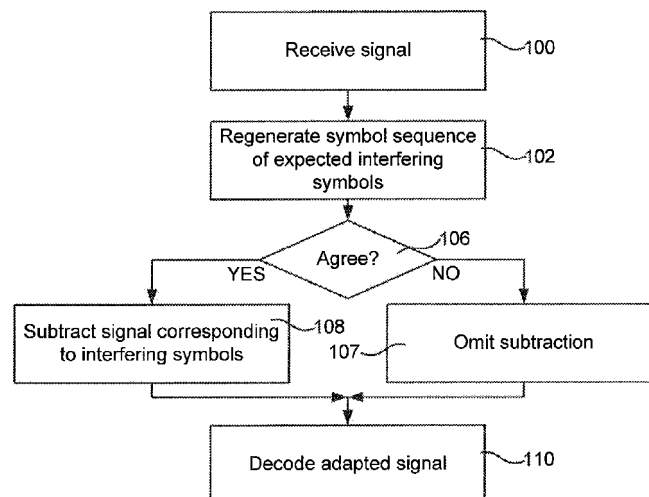 Receive signal
100
Regenerate symbol sequence
of expected interfering
symbols
102
Agree?
106
YES
NO
Subtract signal corresponding
to interfering symbols
108
Omit subtraction
107
Decode adapted signal
110